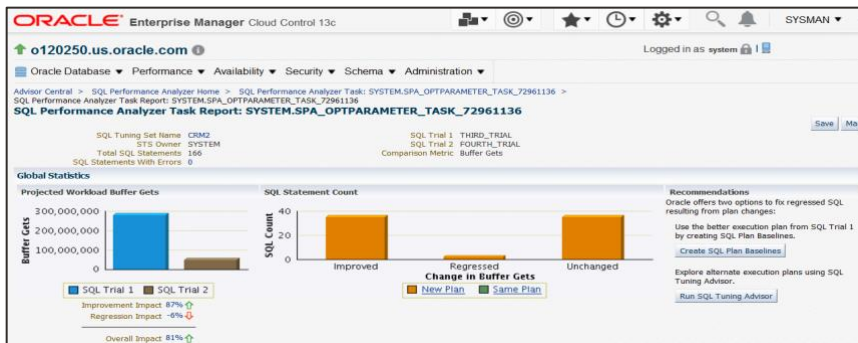 ORACLE® Enterprise Manager Cloud Control 13c
SYSMAN ▼
o120250.us.oracle.com
Logged in as system
Oracle Database ▼ Performance ▼ Availability ▼ Security ▼ Schema ▼ Administration ▼
Advisor Central > SQL Performance Analyzer Home > SQL Performance Analyzer Task: SYSTEM.SPA_OPTPARAMETER_TASK_72961136 >
SQL Performance Analyzer Task Report: SYSTEM.SPA_OPTPARAMETER_TASK_72961136
SQL Performance Analyzer Task Report: SYSTEM.SPA_OPTPARAMETER_TASK_72961136
Save
SQL Tuning Set Name CRM2
STS Owner SYSTEM
Total SQL Statements 166
SQL Statements With Errors 0
SQL Trial 1 THIRD_TRIAL
SQL Trial 2 FOURTH_TRIAL
Comparison Metric Buffer Gets
Global Statistics
Projected Workload Buffer Gets
Buffer Gets
300,000,000
200,000,000
100,000,000
0
SQL Trial 1 SQL Trial 2
Improvement Impact 87%
Regression Impact -6%
Overall Impact 81%
SQL Statement Count
SQL Count
40
20
0
Improved Regressed Unchanged
Change in Buffer Gets
New Plan Same Plan
Recommendations
Oracle offers two options to fix regressed SQL
resulting from plan changes:
Use the better execution plan from SQL Trial 1
by creating SQL Plan Baselines.
Create SQL Plan Baselines
Explore alternate execution plans using SQL
Tuning Advisor.
Run SQL Tuning Advisor